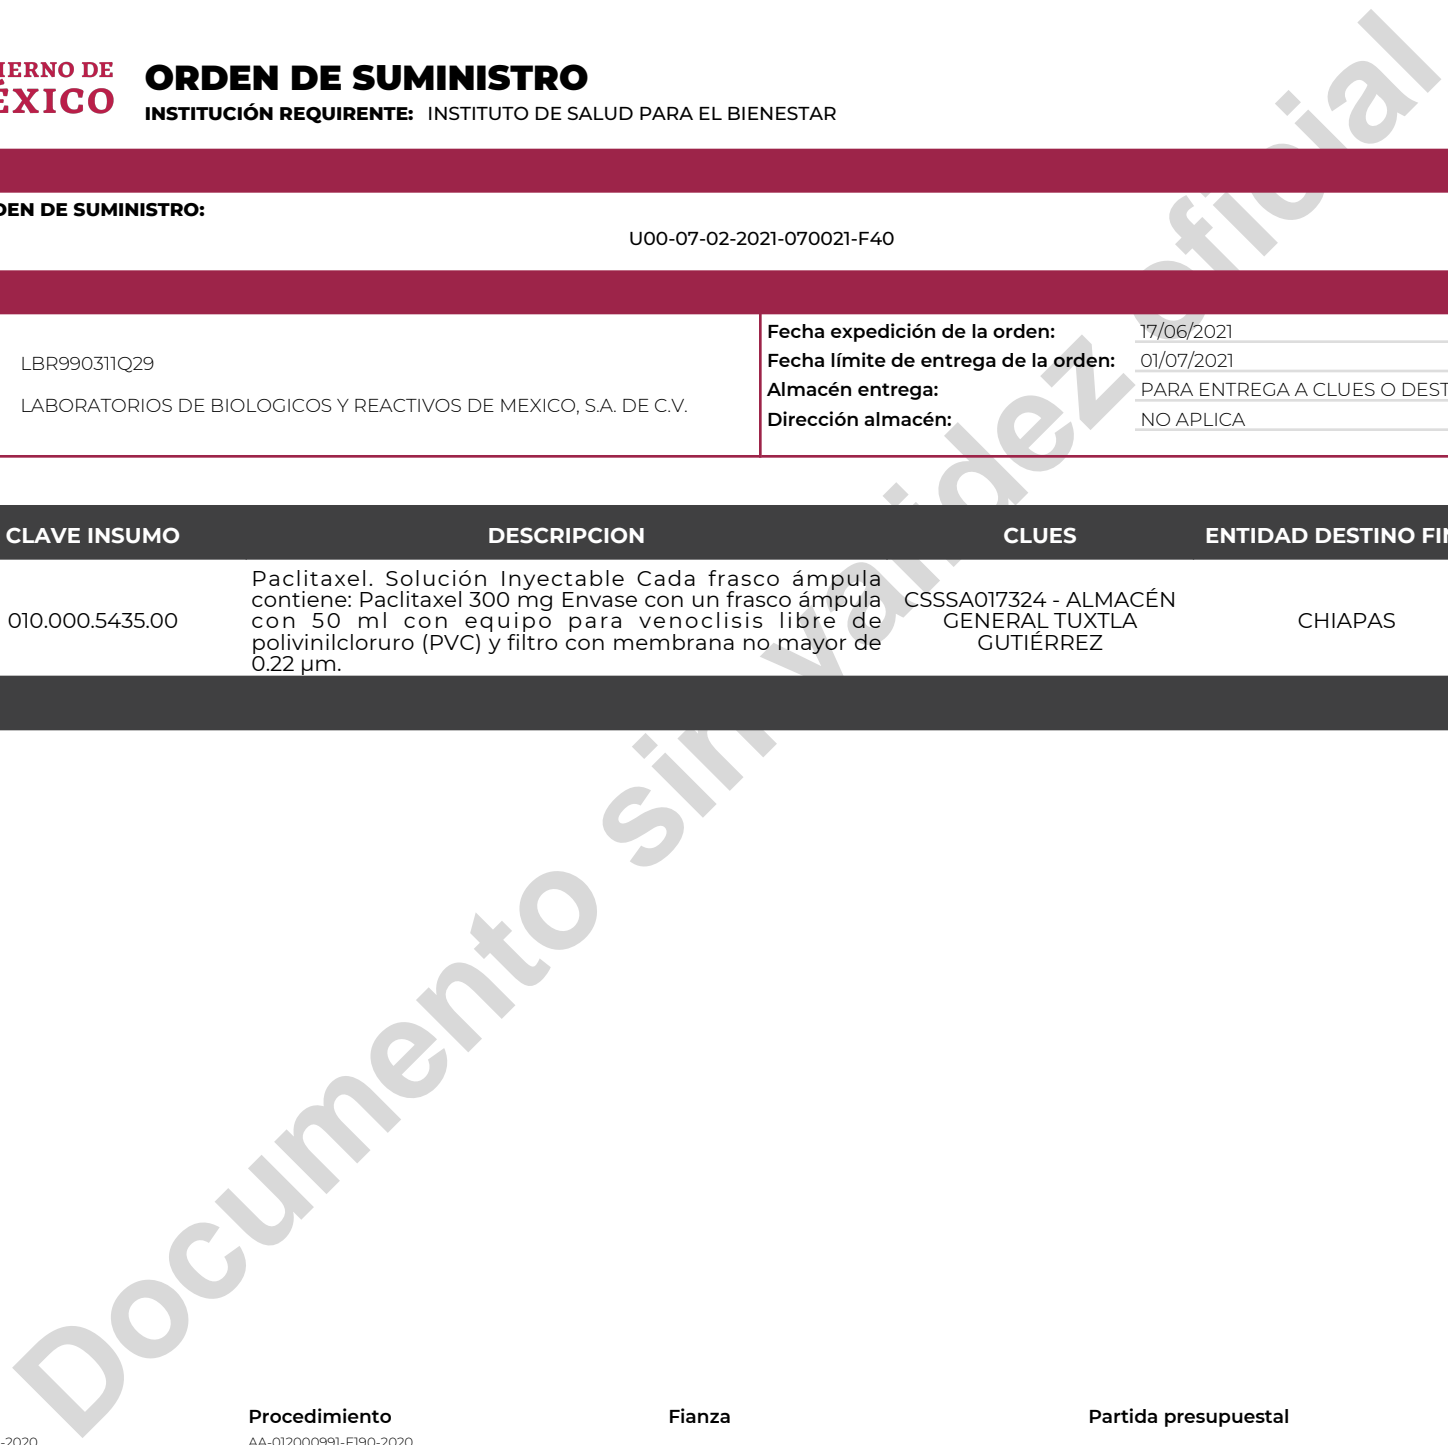 IERNO DE
ÉXICO
ORDEN DE SUMINISTRO
INSTITUCIÓN REQUIRENTE: INSTITUTO DE SALUD PARA EL BIENESTAR
DEN DE SUMINISTRO:
U00-07-02-2021-070021-F40
LBR990311Q29
LABORATORIOS DE BIOLOGICOS Y REACTIVOS DE MEXICO, S.A. DE C.V.
Fecha expedición de la orden: 17/06/2021
Fecha límite de entrega de la orden: 01/07/2021
Almacén entrega: PARA ENTREGA A CLUES O DEST
Dirección almacén: NO APLICA
CLAVE INSUMO DESCRIPCION CLUES ENTIDAD DESTINO FIN
010.000.5435.00
Paclitaxel. Solución Inyectable Cada frasco ámpula
contiene: Paclitaxel 300 mg Envase con un frasco ámpula
con 50 ml con equipo para venoclisis libre de
polivinilcloruro (PVC) y filtro con membrana no mayor de
0.22 µm.
CSSSA017324 - ALMACÉN
GENERAL TUXTLA
GUTIÉRREZ
CHIAPAS
Documento sin validez oficial
Procedimiento Fianza Partida presupuestal
-2020 AA-012000991-E190-2020